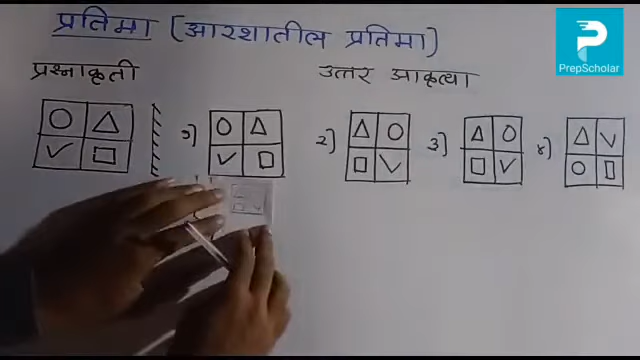 प्रतिमा (आरशातील प्रतिमा)
प्रश्नाकृती उत्तर आकृत्या
१) २) ३) ४)
PrepScholar